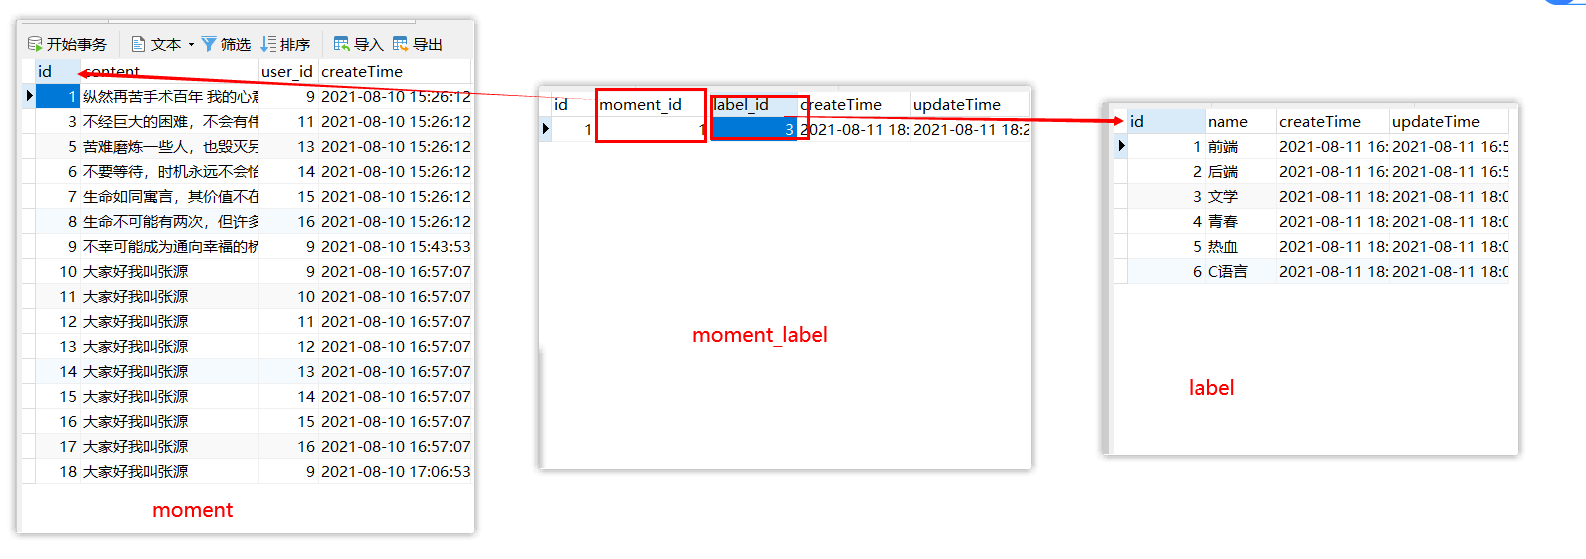 开始事务 文本 筛选 排序 导入 导出
id content user_id createTime
1 纵然再苦手术百年 我的心 9 2021-08-10 15:26:12
3 不经巨大的困难，不会有 11 2021-08-10 15:26:12
5 苦难磨炼一些人，也毁灭 13 2021-08-10 15:26:12
6 不要等待，时机永远不会 14 2021-08-10 15:26:12
7 生命如同寓言，其价值不在 15 2021-08-10 15:26:12
8 生命不可能有两次，但许多 16 2021-08-10 15:26:12
9 不幸可能成为通向幸福的 9 2021-08-10 15:43:53
10 大家好我叫张源 9 2021-08-10 16:57:07
11 大家好我叫张源 10 2021-08-10 16:57:07
12 大家好我叫张源 11 2021-08-10 16:57:07
13 大家好我叫张源 12 2021-08-10 16:57:07
14 大家好我叫张源 13 2021-08-10 16:57:07
15 大家好我叫张源 14 2021-08-10 16:57:07
16 大家好我叫张源 15 2021-08-10 16:57:07
17 大家好我叫张源 16 2021-08-10 16:57:07
18 大家好我叫张源 9 2021-08-10 17:06:53
moment
id moment_id label_id createTime updateTime
1 1 3 2021-08-11 18: 2021-08-11 18:2
moment_label
id name createTime updateTime
1 前端 2021-08-11 16: 2021-08-11 16:5
2 后端 2021-08-11 16: 2021-08-11 16:5
3 文学 2021-08-11 18: 2021-08-11 18:0
4 青春 2021-08-11 18: 2021-08-11 18:0
5 热血 2021-08-11 18: 2021-08-11 18:0
6 C语言 2021-08-11 18: 2021-08-11 18:0
label